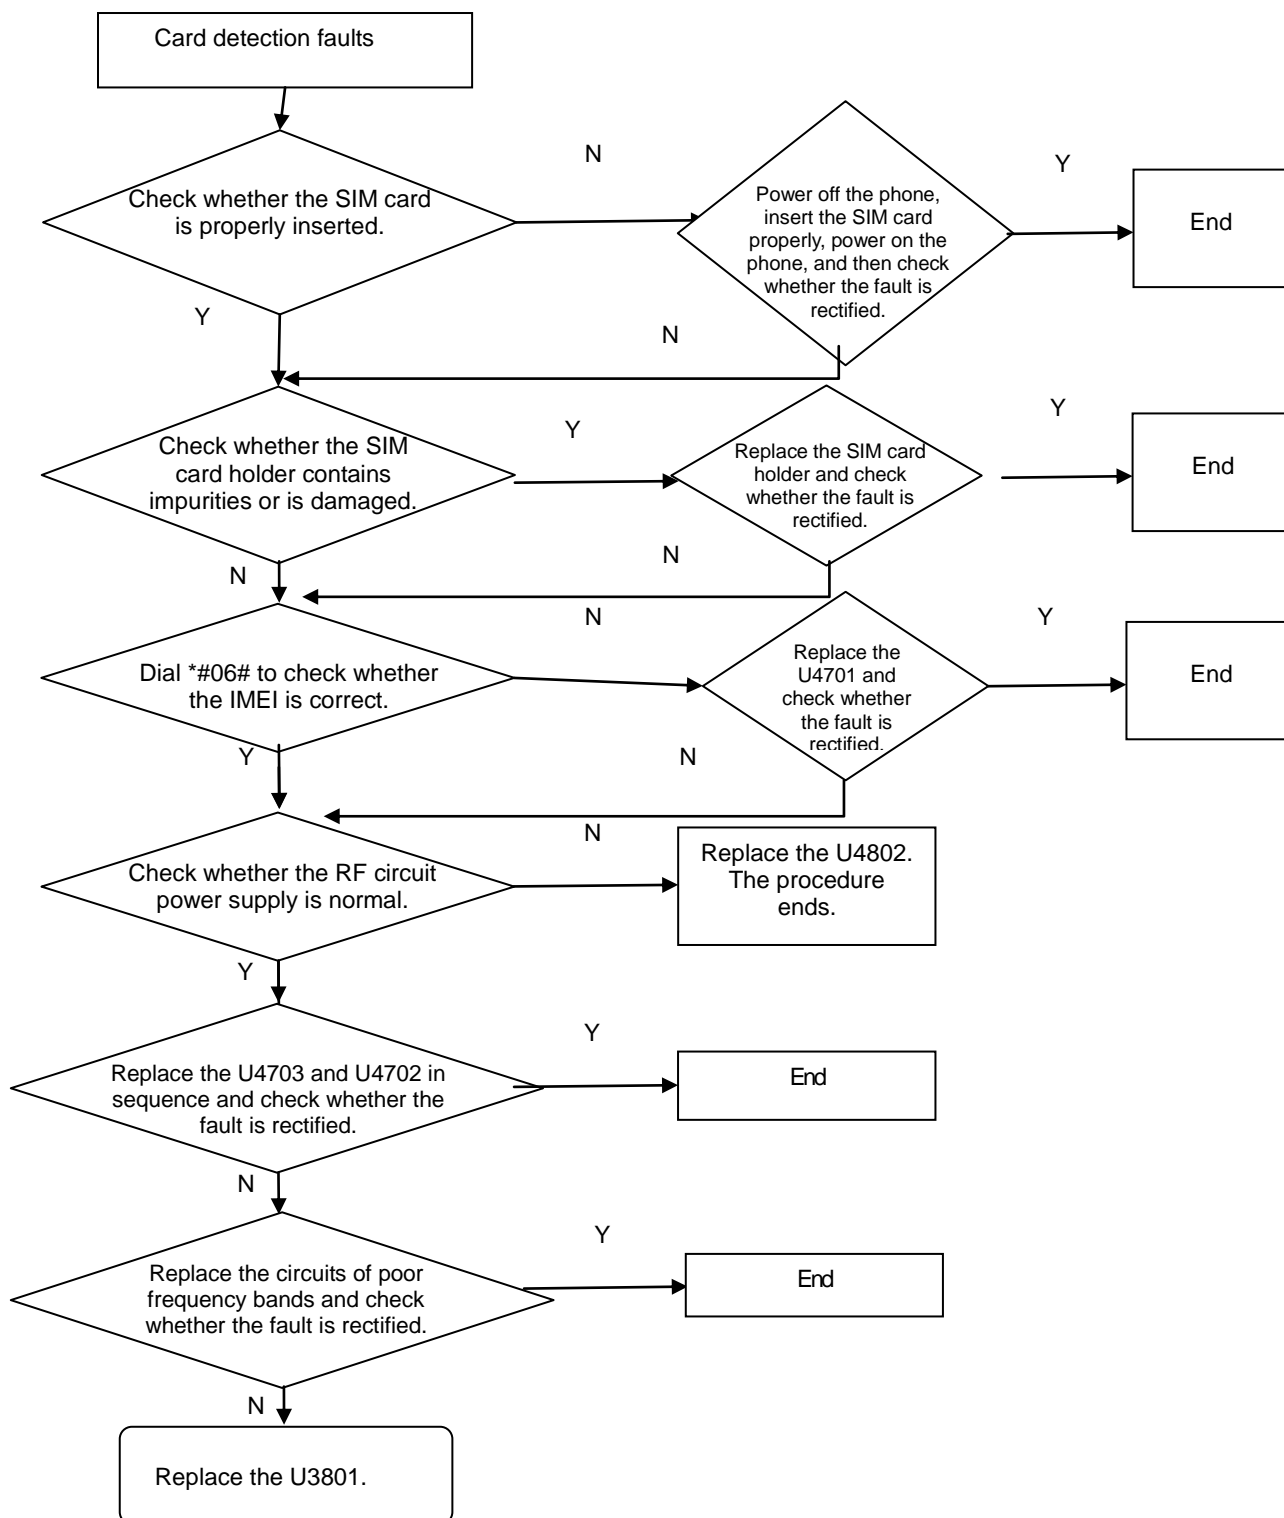 Card detection faults
N
Y
Check whether the SIM card
is properly inserted.
Power off the phone,
insert the SIM card
properly, power on the
phone, and then check
whether the fault is
rectified.
End
Y
N
Check whether the SIM
card holder contains
impurities or is damaged.
Y
Replace the SIM card
holder and check
whether the fault is
rectified.
Y
End
N
N
Dial *#06# to check whether
the IMEI is correct.
N
Replace the
U4701 and
check whether
the fault is
rectified.
Y
End
Y
N
Check whether the RF circuit
power supply is normal.
N
Replace the U4802.
The procedure
ends.
Y
Replace the U4703 and U4702 in
sequence and check whether the
fault is rectified.
Y
End
N
Replace the circuits of poor
frequency bands and check
whether the fault is rectified.
Y
End
N
Replace the U3801.